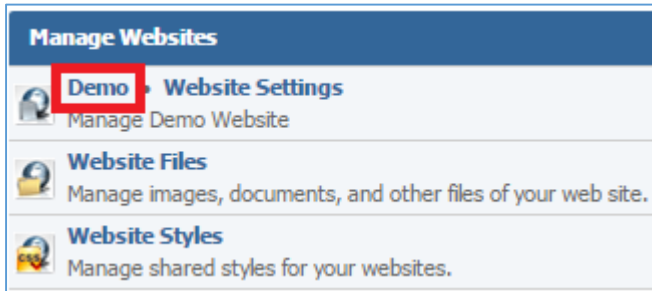 Manage Websites
Demo • Website Settings
Manage Demo Website
Website Files
Manage images, documents, and other files of your web site.
Website Styles
Manage shared styles for your websites.
CSS